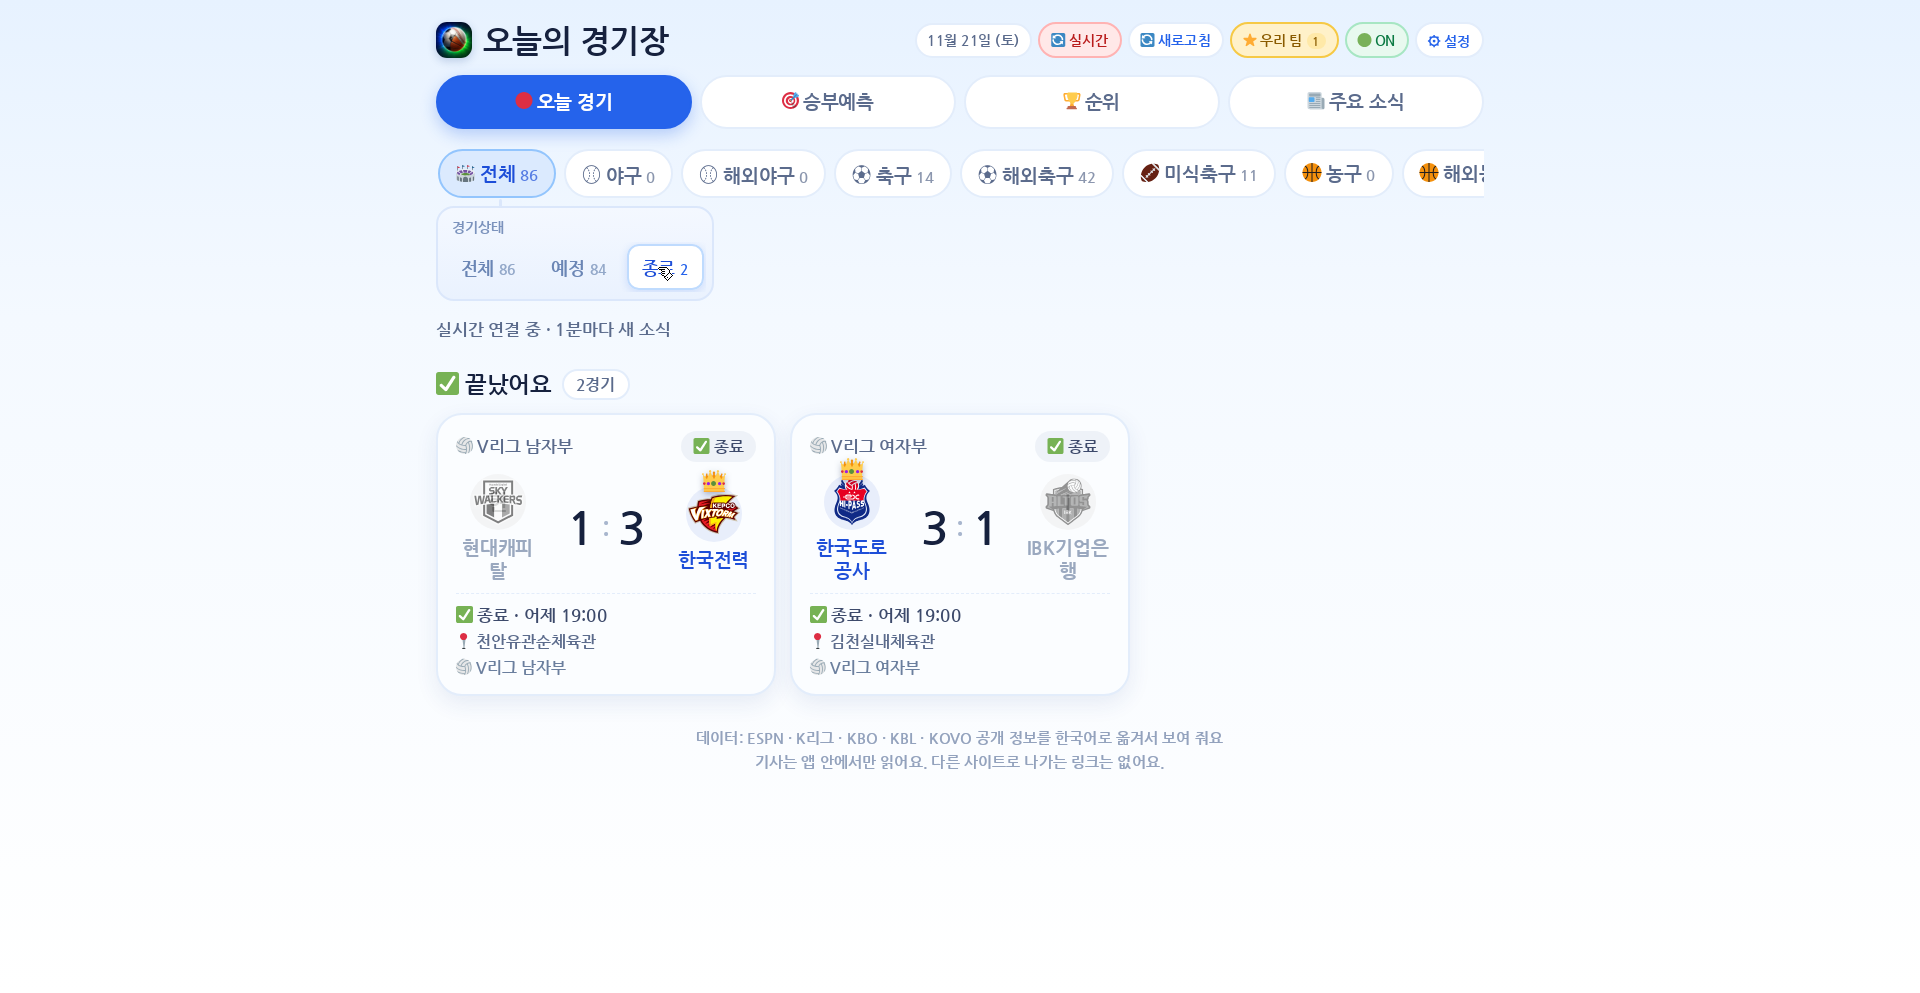 오늘의 경기장
11월 21일 (토)
실시간
새로고침
우리 팀 1
ON
설정
오늘 경기
승부예측
순위
주요 소식
전체 86
야구 0
해외야구 0
축구 14
해외축구 42
미식축구 11
농구 0
해외
경기상태
전체 86
예정 84
종료 2
실시간 연결 중 · 1분마다 새 소식
끝났어요
2경기
V리그 남자부
종료
SKY
WALKERS
KEPCO
VIXTORM
1 : 3
현대캐피
탈
한국전력
종료 · 어제 19:00
천안유관순체육관
V리그 남자부
V리그 여자부
종료
ex
HI-PASS
ALTOS
3 : 1
한국도로
공사
IBK기업은
행
종료 · 어제 19:00
김천실내체육관
V리그 여자부
데이터: ESPN · K리그 · KBO · KBL · KOVO 공개 정보를 한국어로 옮겨서 보여 줘요
기사는 앱 안에서만 읽어요. 다른 사이트로 나가는 링크는 없어요.